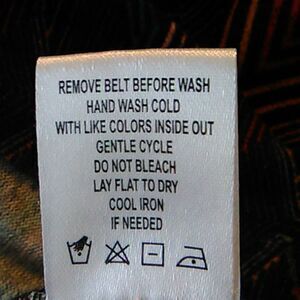 REMOVE BELT BEFORE WASH
HAND WASH COLD
WITH LIKE COLORS INSIDE OUT
GENTLE CYCLE
DO NOT BLEACH
LAY FLAT TO DRY
COOL IRON
IF NEEDED